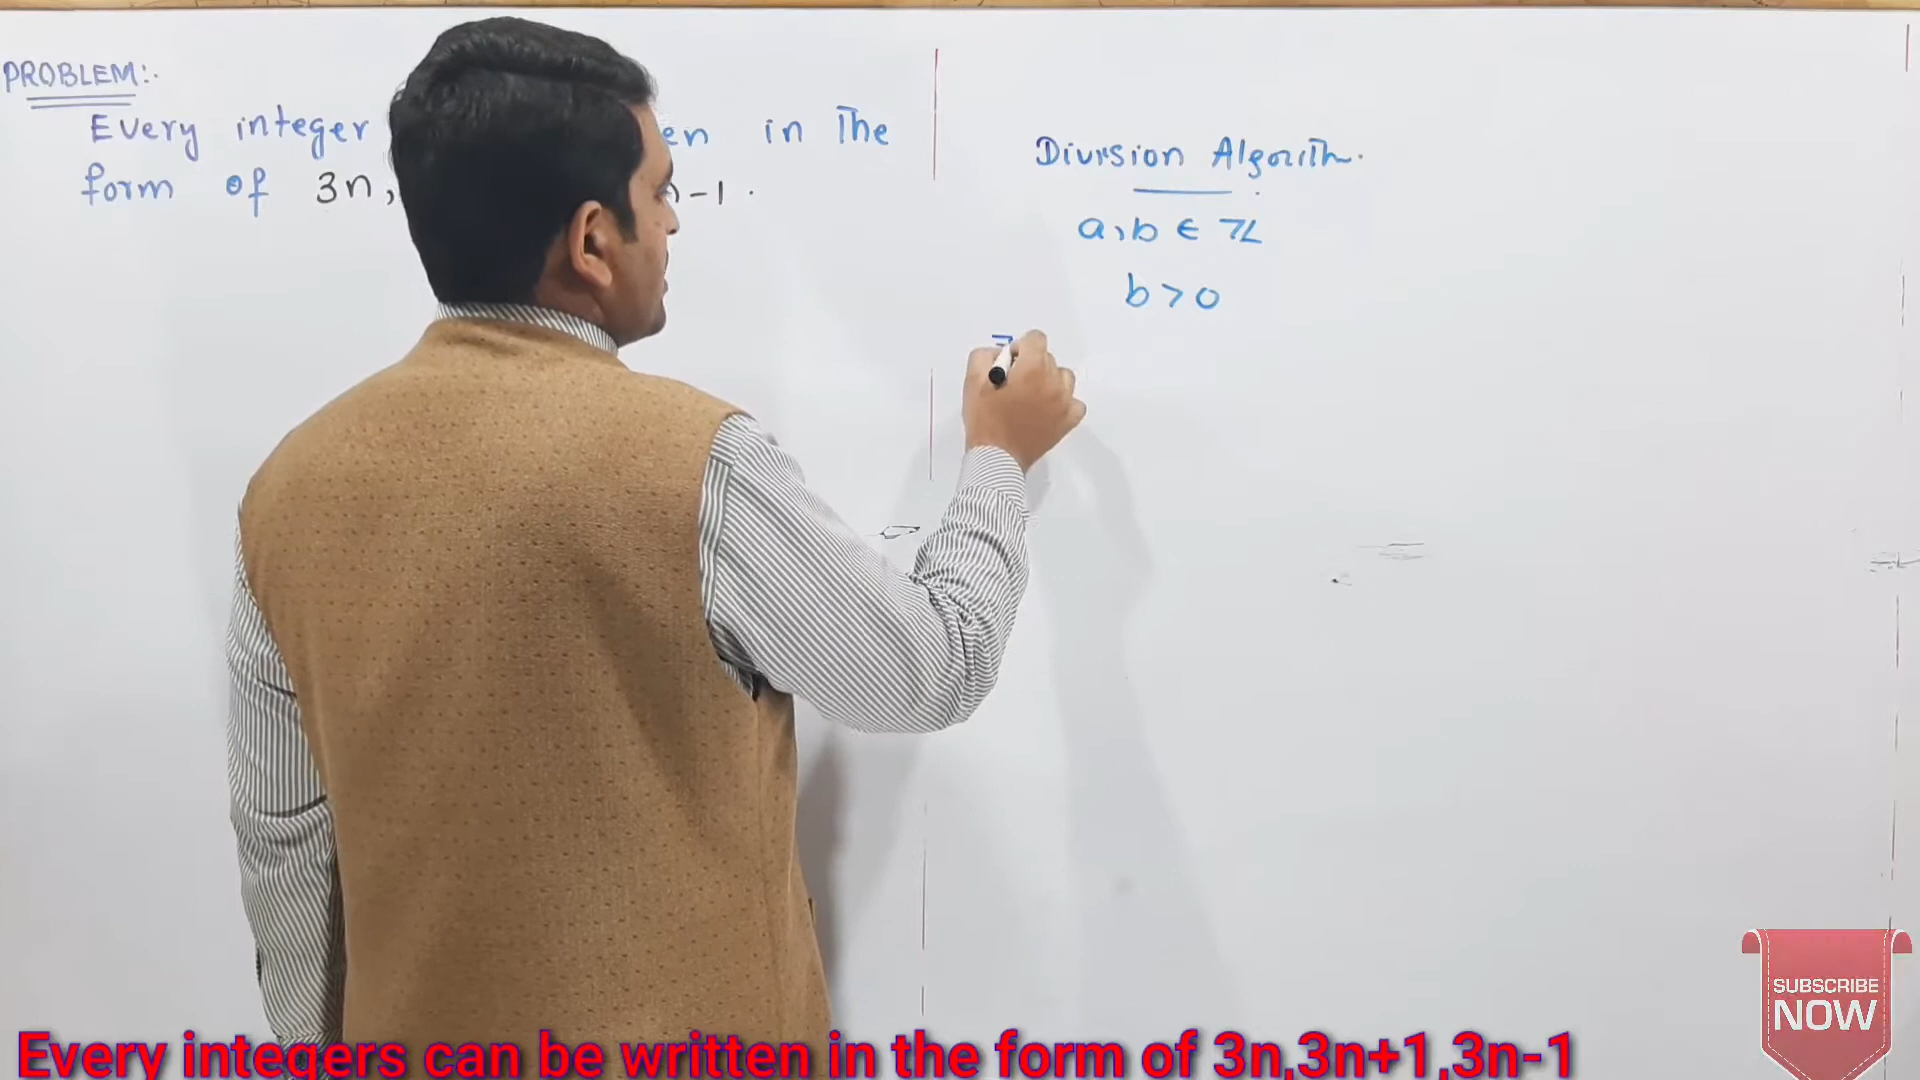 PROBLEM:.
Every integer en in The
form of 3n, n-1.
Division Algorith.
a, b ∈ ℤ
b > 0
SUBSCRIBE
NOW
Every integers can be written in the form of 3n,3n+1,3n-1